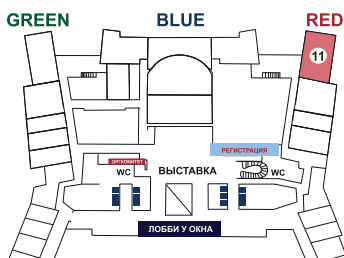 GREEN BLUE RED
11
РЕГИСТРАЦИЯ
ОРГКОМИТЕТ
WC ВЫСТАВКА WC
ЛОББИ У ОКНА